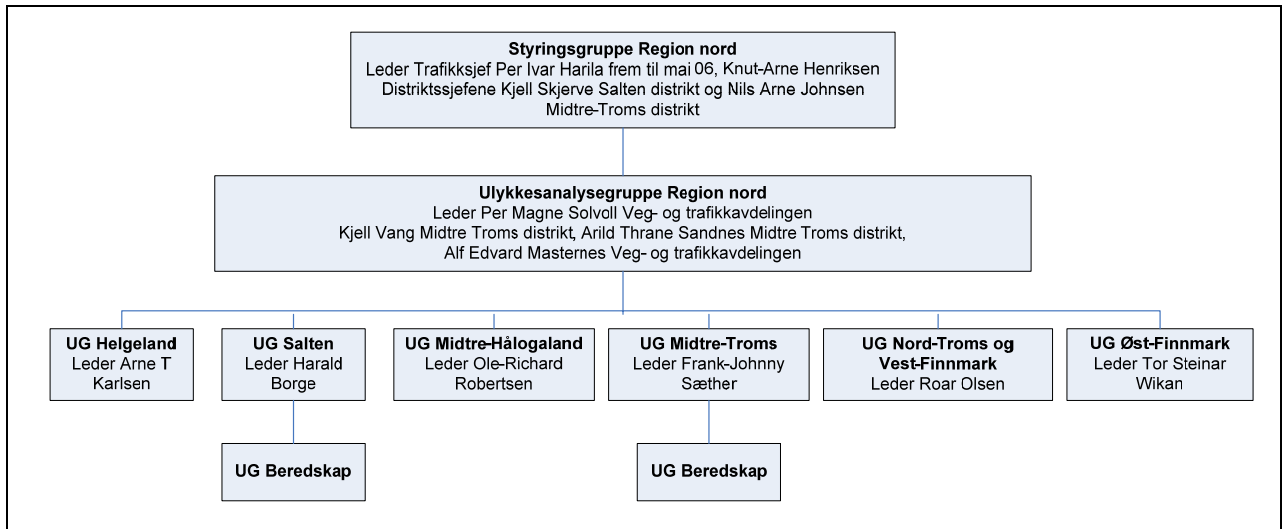 Styringsgruppe Region nord
Leder Trafikksjef Per Ivar Harila frem til mai 06, Knut-Arne Henriksen
Distriktssjefene Kjell Skjerve Salten distrikt og Nils Arne Johnsen
Midtre-Troms distrikt
Ulykkesanalysegruppe Region nord
Leder Per Magne Solvoll Veg- og trafikkavdelingen
Kjell Vang Midtre Troms distrikt, Arild Thrane Sandnes Midtre Troms distrikt,
Alf Edvard Masternes Veg- og trafikkavdelingen
UG Helgeland
Leder Arne T
Karlsen
UG Salten
Leder Harald
Borge
UG Midtre-Hålogaland
Leder Ole-Richard
Robertsen
UG Midtre-Troms
Leder Frank-Johnny
Sæther
UG Nord-Troms og
Vest-Finnmark
Leder Roar Olsen
UG Øst-Finnmark
Leder Tor Steinar
Wikan
UG Beredskap
UG Beredskap